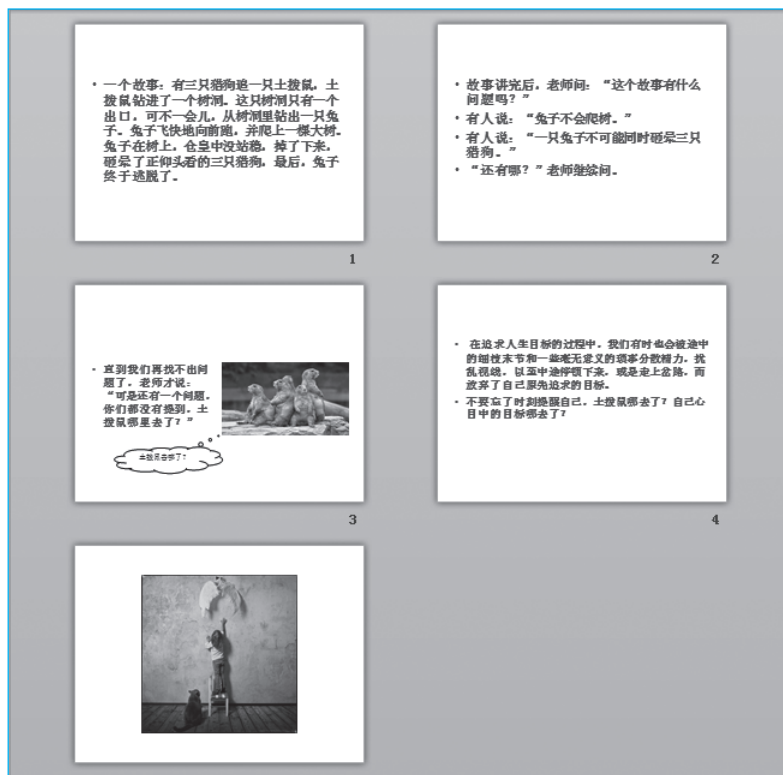 • 一个故事：有三只猎狗追一只土拨鼠，土
拨鼠钻进了一个树洞。这只树洞只有一个
出口，可不一会儿，从树洞里钻出一只兔
子。兔子飞快地向前跑，并爬上一棵大树。
兔子在树上，仓皇中没站稳，掉了下来，
砸晕了正仰头看的三只猎狗，最后，兔子
终于逃脱了。
1
• 故事讲完后，老师问：“这个故事有什么
问题吗？”
• 有人说：“兔子不会爬树。”
• 有人说：“一只兔子不可能同时砸晕三只
猎狗。”
• “还有哪？”老师继续问。
2
• 直到我们再找不出问
题了，老师才说：
“可是还有一个问题，
你们都没有提到，土
拨鼠哪里去了？”
土拨鼠去哪了？
3
• 在追求人生目标的过程中，我们有时也会被途中
的细枝末节和一些毫无意义的琐事分散精力，扰
乱视线，以至中途停顿下来，或是走上岔路，而
放弃了自己原先追求的目标。
• 不要忘了时刻提醒自己，土拨鼠哪去了？自己心
目中的目标哪去了？
4